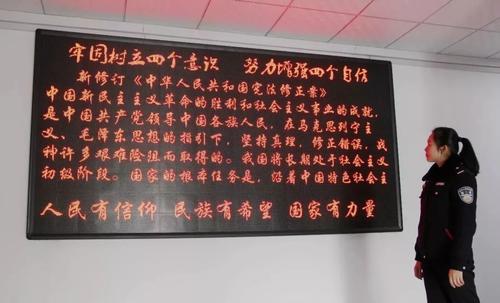 牢固树立四个意识 努力增强四个自信
新修订《中华人民共和国宪法修正案》
中国新民主主义革命的胜利和社会主义事业的成就，
是中国共产党领导中国各族人民，在马克思列宁主
义、毛泽东思想的指引下，坚持真理，修正错误，战
胜许多艰难险阻而取得的。我国将长期处于社会主义
初级阶段。国家的根本任务是，沿着中国特色社会主
人民有信仰 民族有希望 国家有力量